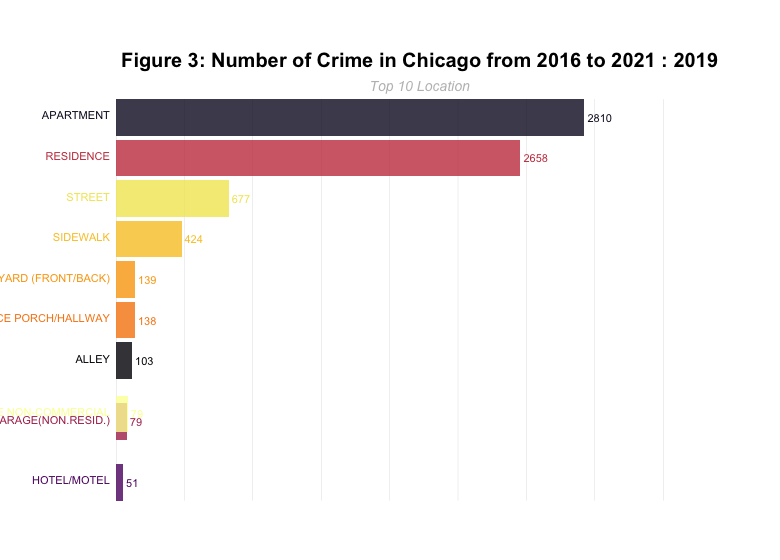 Figure 3: Number of Crime in Chicago from 2016 to 2021 : 2019
Top 10 Location
APARTMENT 2810
RESIDENCE 2658
STREET 677
SIDEWALK 424
YARD (FRONT/BACK) 139
PORCH/HALLWAY 138
ALLEY 103
ARAGE(NON.RESID.) 79
HOTEL/MOTEL 51